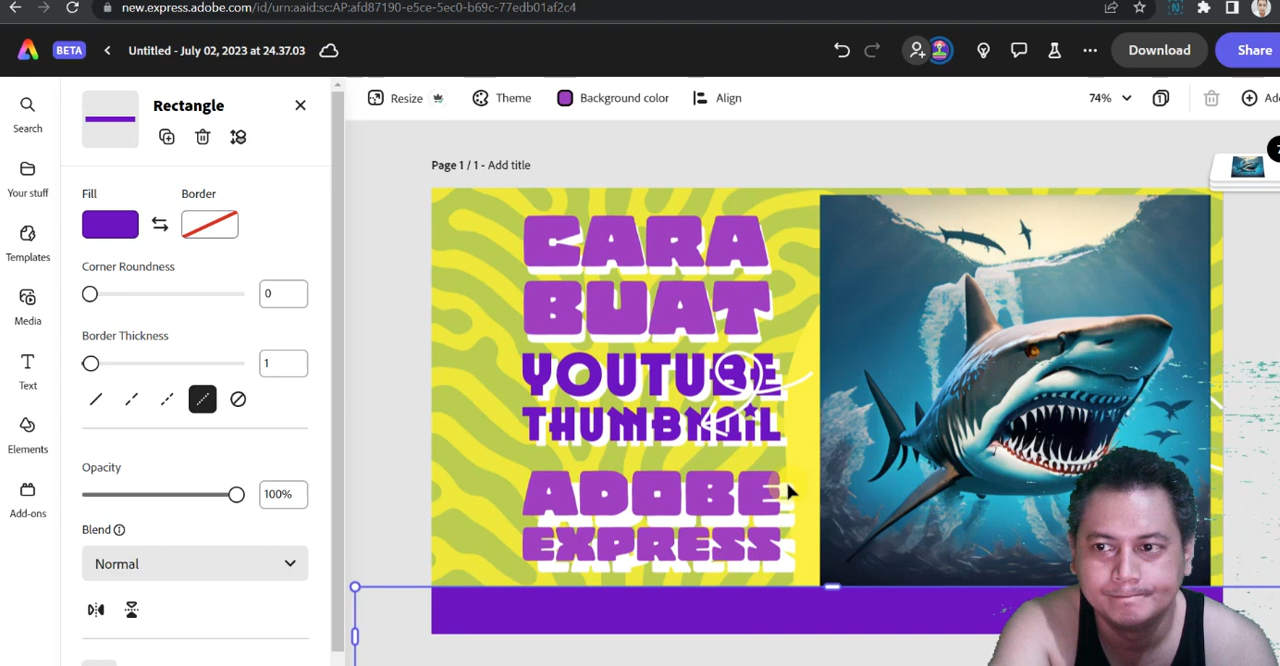 new.express.adobe.com/id/urn:aaid:sc:AP:afd87190-e5ce-5ec0-b69c-77edb01af2c4
BETA
Untitled - July 02, 2023 at 24.37.03
Download
Share
Search
Your stuff
Templates
Media
Text
Elements
Add-ons
Rectangle
Fill
Border
Corner Roundness
0
Border Thickness
1
Opacity
100%
Blend
Normal
Resize
Theme
Background color
Align
74%
1
Page 1 / 1 - Add title
CARA
BUAT
YOUTUBE
THUMBNAIL
ADOBE
EXPRESS